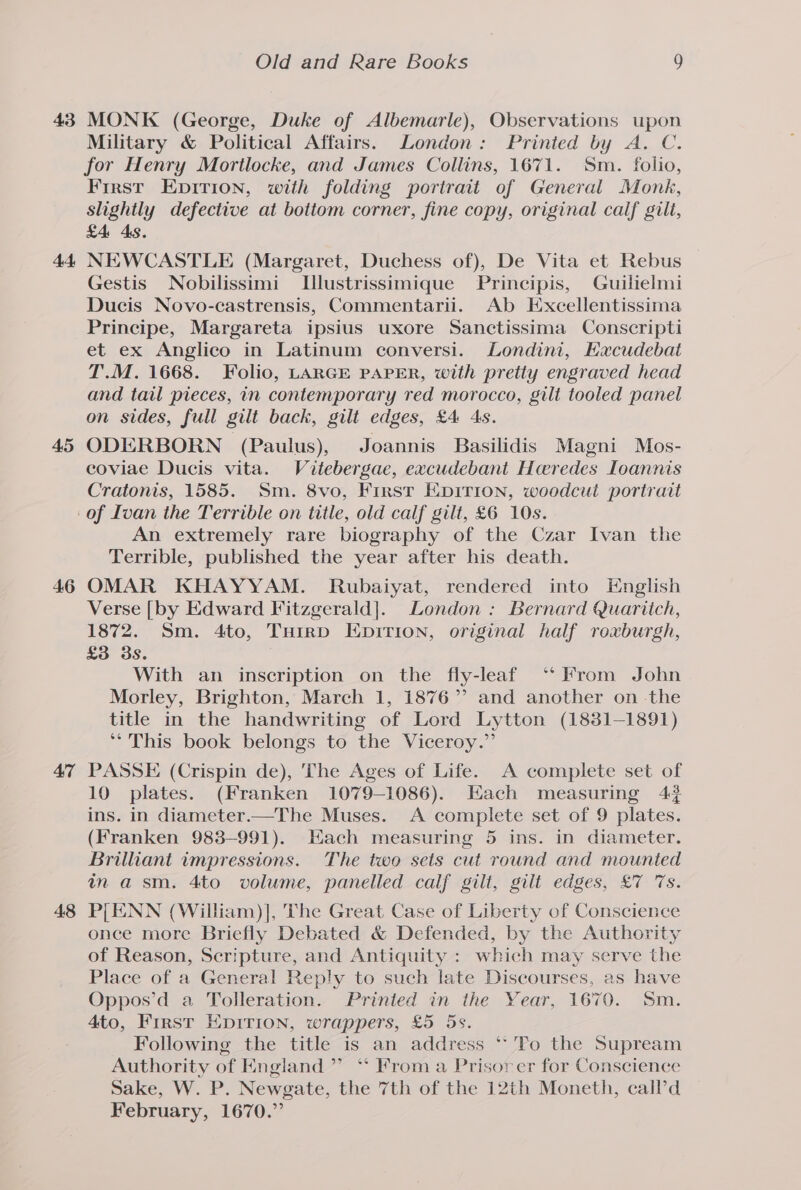 Old and Rare Books 9
43 MONK (George, Duke of Albemarle), Observations upon
Military & Political Affairs. London: Printed by A. C.
for Henry Mortlocke, and James Collins, 1671. Sm. folio,
First Edition, with folding portrait of General Monk,
slightly defective at bottom corner, fine copy, original calf gilt,
£4 4s.
44 NEWCASTLE (Margaret, Duchess of), De Vita et Rebus
Gestis Nobilissimi Illustrissimique Principis, Guilielmi
Ducis Novo-castrensis, Commentarii. Ab Excellentissima
Principe, Margareta ipsius uxore Sanctissima Conscripti
et ex Anglico in Latinum conversi. Londini, Excudebat
T.M. 1668. Folio, LARGE PAPER, with pretty engraved head
and tail pieces, in contemporary red morocco, gilt tooled panel
on sides, full gilt back, gilt edges, £4 4s.
45 ODERBORN (Paulus), Joannis Basilidis Magni Mos-
coviae Ducis vita. Vitebergae, excudebant Hæredes Ioannis
Cratonis, 1585. Sm. 8vo, First Edition, woodcut portrait
of Ivan the Terrible on title, old calf gilt, £6 10s.
An extremely rare biography of the Czar Ivan the
Terrible, published the year after his death.
46 OMAR KHAYYAM. Rubaiyat, rendered into English
Verse [by Edward Fitzgerald]. London: Bernard Quaritch,
1872. Sm. 4to, Third Edition, original half roxburgh,
£3 3s.
With an inscription on the fly-leaf “From John
Morley, Brighton, March 1, 1876” and another on the
title in the handwriting of Lord Lytton (1831–1891)
“This book belongs to the Viceroy.”
47 PASSE (Crispin de), The Ages of Life. A complete set of
10 plates. (Franken 1079–1086). Each measuring 4¾
ins. in diameter.—The Muses. A complete set of 9 plates.
(Franken 983–991). Each measuring 5 ins. in diameter.
Brilliant impressions. The two sets cut round and mounted
in a sm. 4to volume, panelled calf gilt, gilt edges, £7 7s.
48 P[ENN (William)], The Great Case of Liberty of Conscience
once more Briefly Debated & Defended, by the Authority
of Reason, Scripture, and Antiquity: which may serve the
Place of a General Reply to such late Discourses, as have
Oppos’d a Tolleration. Printed in the Year, 1670. Sm.
4to, First Edition, wrappers, £5 5s.
Following the title is an address “To the Supream
Authority of England” “From a Prisoner for Conscience
Sake, W. P. Newgate, the 7th of the 12th Moneth, call’d
February, 1670.”